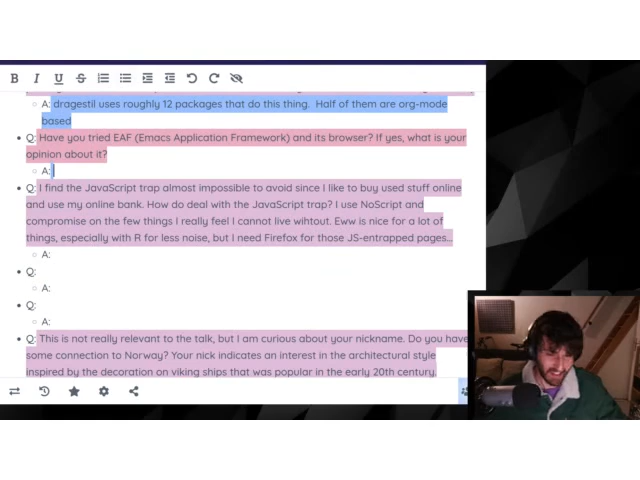 B I U S
A: dragestil uses roughly 12 packages that do this thing. Half of them are org-mode
based
Q: Have you tried EAF (Emacs Application Framework) and its browser? If yes, what is your
opinion about it?
A:
Q: I find the JavaScript trap almost impossible to avoid since I like to buy used stuff online
and use my online bank. How do deal with the JavaScript trap? I use NoScript and
compromise on the few things I really feel I cannot live wihtout. Eww is nice for a lot of
things, especially with R for less noise, but I need Firefox for those JS-entrapped pages...
A:
Q:
A:
Q:
A:
Q: This is not really relevant to the talk, but I am curious about your nickname. Do you have
some connection to Norway? Your nick indicates an interest in the architectural style
inspired by the decoration on viking ships that was popular in the early 20th century.